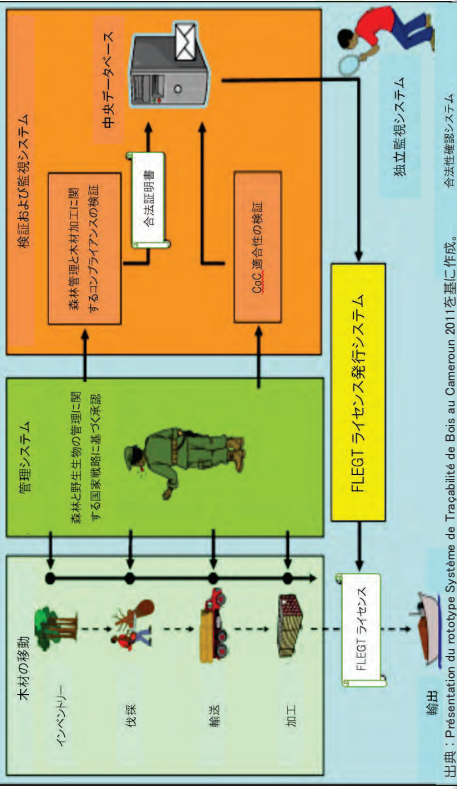 木材の移動
インベントリー
伐採
輸送
加工
輸出
管理システム
森林と野生生物の管理に関
する国家戦略に基づく承認
検証および監視システム
森林管理と木材加工に関
するコンプライアンスの検証
合法証明書
中央データベース
CoC 適合性の検証
FLEGT ライセンス
FLEGT ライセンス発行システム
独立監視システム
合法性確認システム
出典：Présentation du rototype Système de Traçabilité de Bois au Cameroun 2011を基に作成。